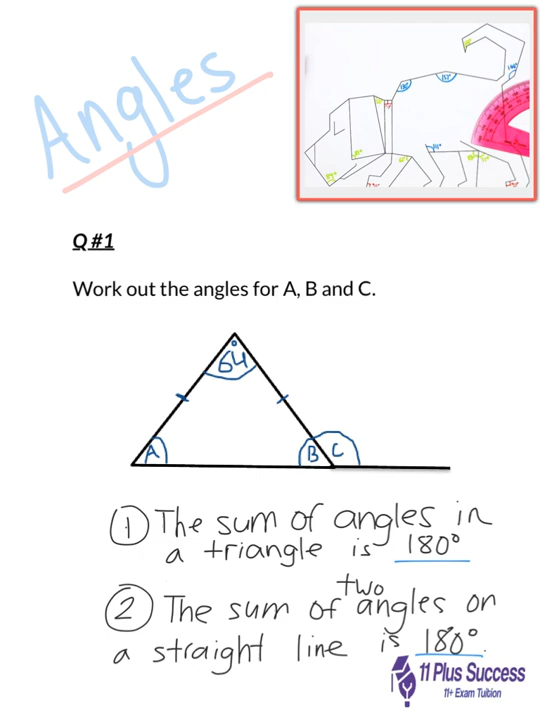 Angles
Q#1
Work out the angles for A, B and C.
64°
A
B
C
① The sum of angles in
a triangle is 180°
two
② The sum of angles on
a straight line is 180°.
11 Plus Success
11+ Exam Tuition